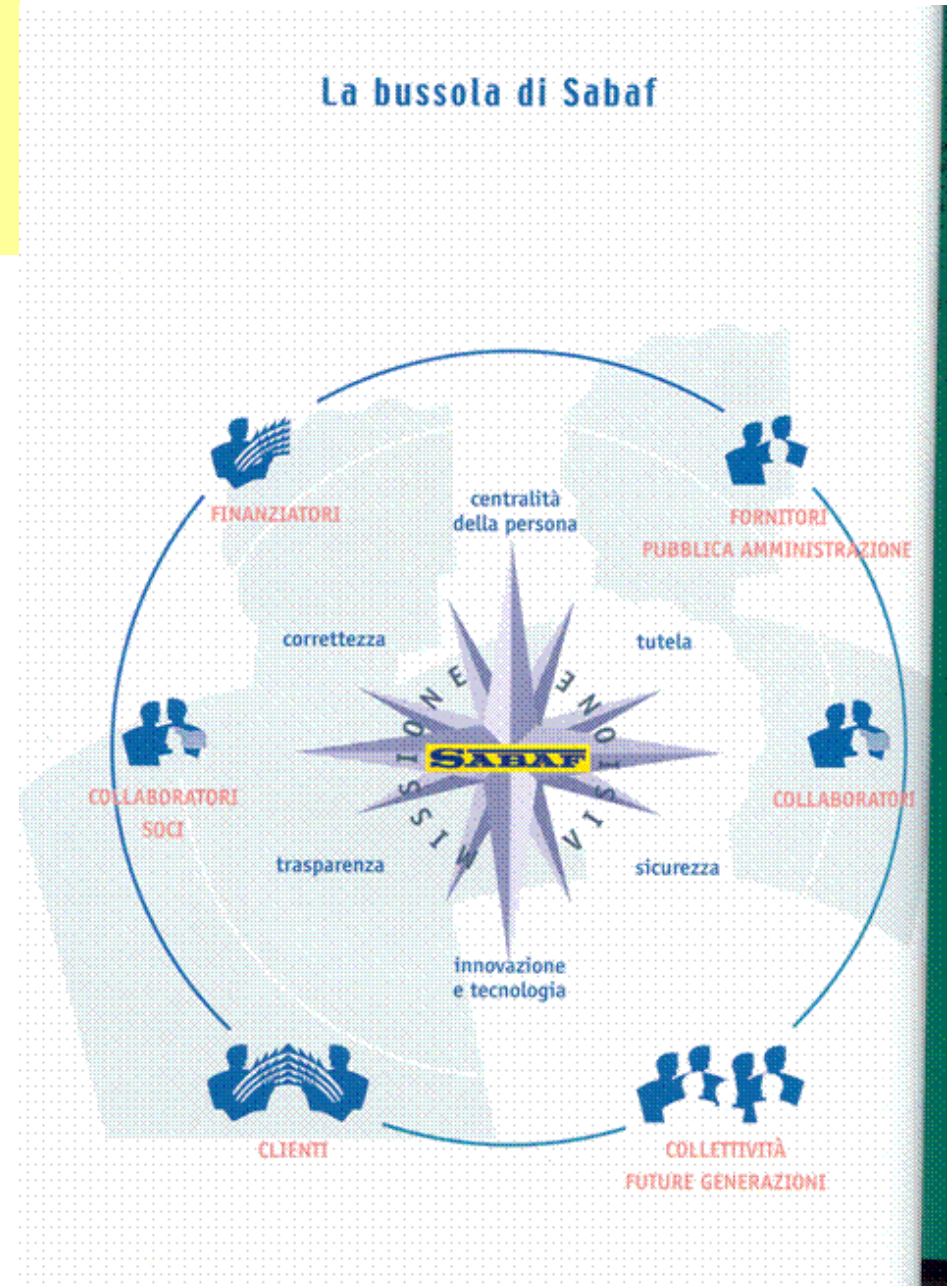 La bussola di Sabaf
FINANZIATORI
FORNITORI
PUBBLICA AMMINISTRAZIONE
centralità
della persona
correttezza
tutela
MISSIONE
VISIONE
SABAF
COLLABORATORI
SOCI
COLLABORATORI
trasparenza
sicurezza
innovazione
e tecnologia
CLIENTI
COLLETTIVITÀ
FUTURE GENERAZIONI